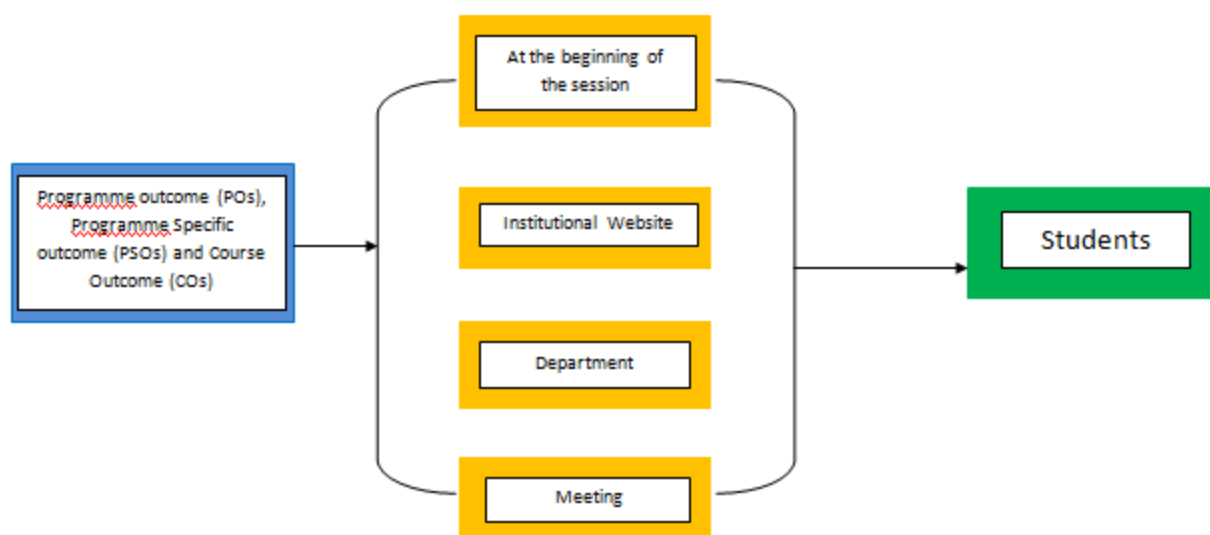 Programme outcome (POs),
Programme Specific
outcome (PSOs) and Course
Outcome (COs)
At the beginning of
the session
Institutional Website
Department
Meeting
Students